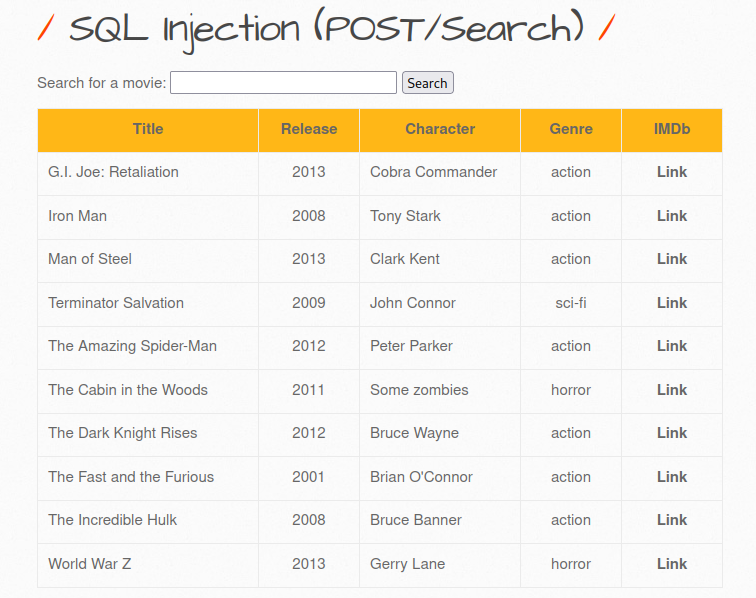 / SQL Injection (POST/Search) /
Search for a movie: Search
Title Release Character Genre IMDb
G.I. Joe: Retaliation 2013 Cobra Commander action Link
Iron Man 2008 Tony Stark action Link
Man of Steel 2013 Clark Kent action Link
Terminator Salvation 2009 John Connor sci-fi Link
The Amazing Spider-Man 2012 Peter Parker action Link
The Cabin in the Woods 2011 Some zombies horror Link
The Dark Knight Rises 2012 Bruce Wayne action Link
The Fast and the Furious 2001 Brian O'Connor action Link
The Incredible Hulk 2008 Bruce Banner action Link
World War Z 2013 Gerry Lane horror Link